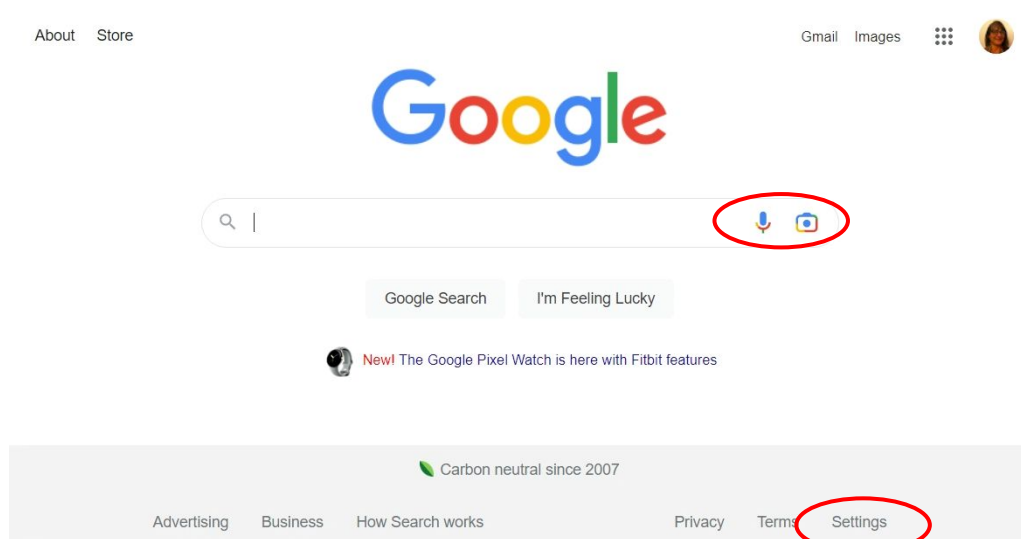 About Store Gmail Images
Google
Google Search I'm Feeling Lucky
New! The Google Pixel Watch is here with Fitbit features
Carbon neutral since 2007
Advertising Business How Search works Privacy Terms Settings